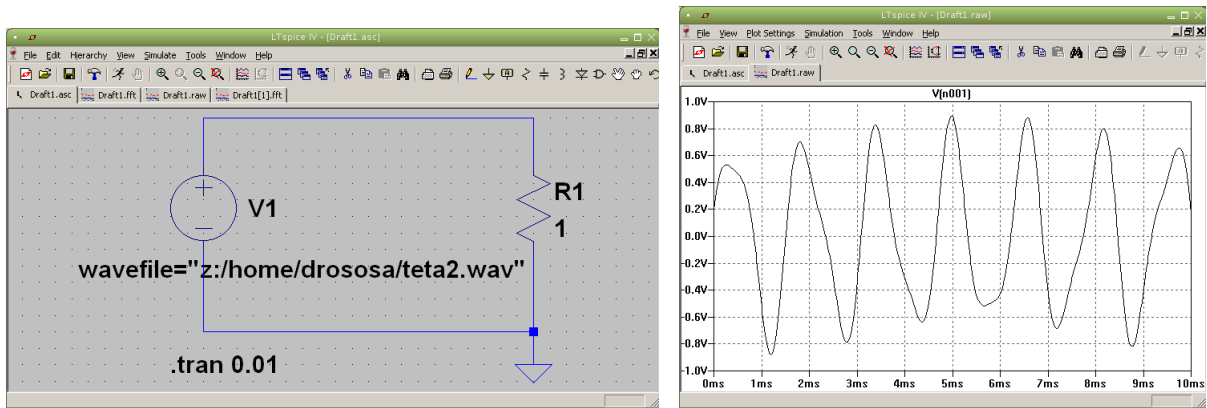 LTspice IV - [Draft1.asc]
File Edit Hierarchy View Simulate Tools Window Help
Draft1.asc Draft1.fft Draft1.raw Draft1[1].fft
V1
R1
1
wavefile="z:/home/drososa/teta2.wav"
.tran 0.01
LTspice IV - [Draft1.raw]
File View Plot Settings Simulation Tools Window Help
Draft1.asc Draft1.raw
V[n001]
1.0V
0.8V
0.6V
0.4V
0.2V
0.0V
-0.2V
-0.4V
-0.6V
-0.8V
-1.0V
0ms 1ms 2ms 3ms 4ms 5ms 6ms 7ms 8ms 9ms 10ms